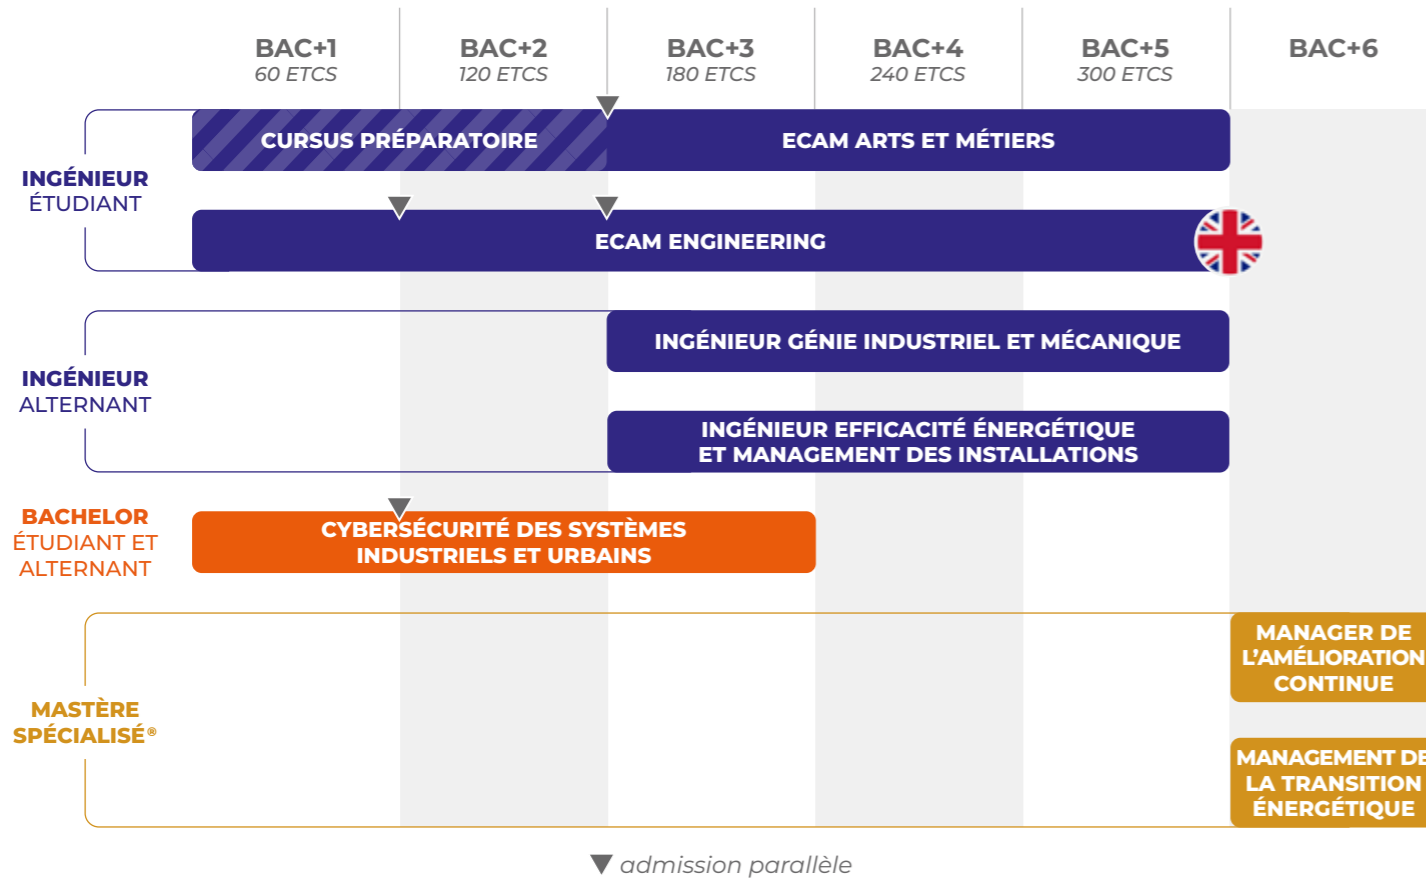 BAC+1
60 ETCS
BAC+2
120 ETCS
BAC+3
180 ETCS
BAC+4
240 ETCS
BAC+5
300 ETCS
BAC+6
INGÉNIEUR
ÉTUDIANT
CURSUS PRÉPARATOIRE
ECAM ARTS ET MÉTIERS
ECAM ENGINEERING
INGÉNIEUR
ALTERNANT
INGÉNIEUR GÉNIE INDUSTRIEL ET MÉCANIQUE
INGÉNIEUR EFFICACITÉ ÉNERGÉTIQUE
ET MANAGEMENT DES INSTALLATIONS
BACHELOR
ÉTUDIANT ET
ALTERNANT
CYBERSÉCURITÉ DES SYSTÈMES
INDUSTRIELS ET URBAINS
MASTÈRE
SPÉCIALISÉ®
MANAGER DE
L'AMÉLIORATION
CONTINUE
MANAGEMENT DE
LA TRANSITION
ÉNERGÉTIQUE
admission parallèle